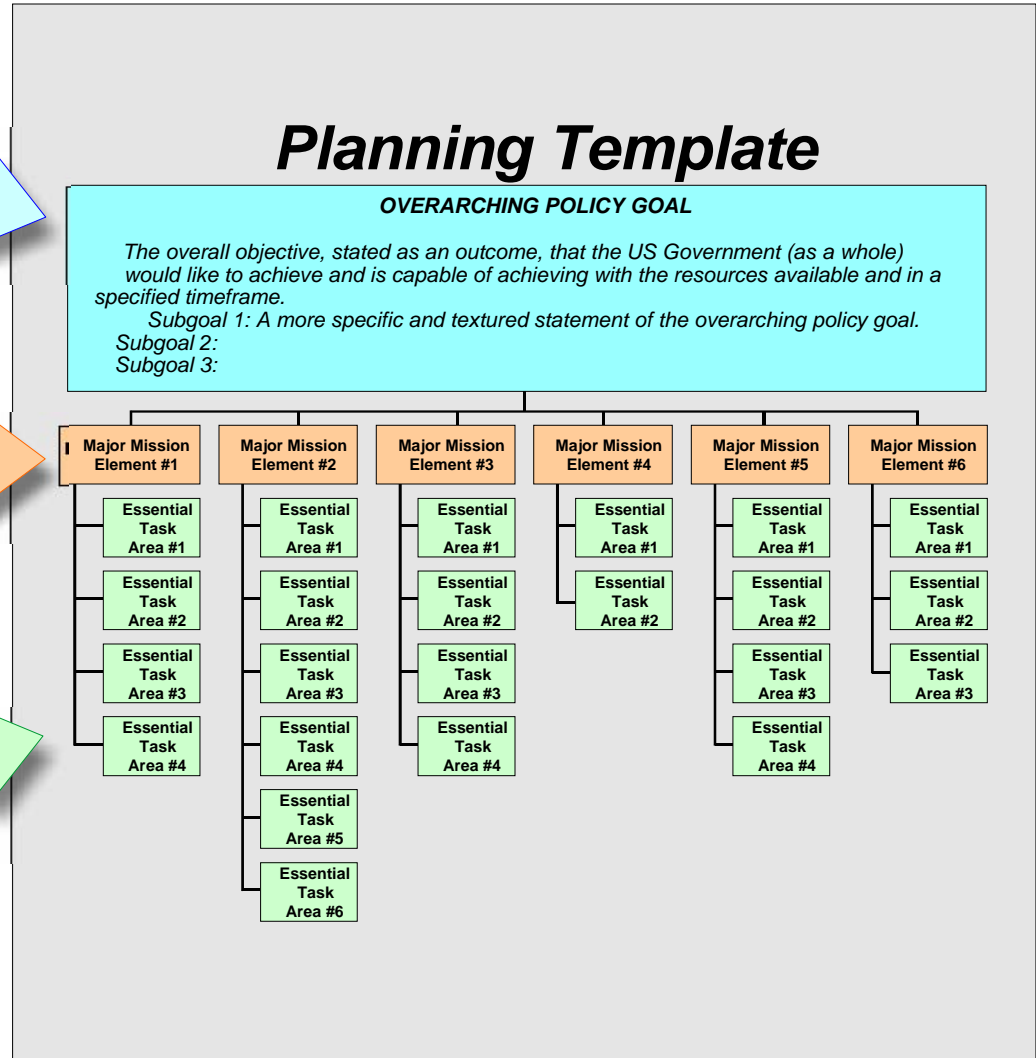 Planning Template
OVERARCHING POLICY GOAL
The overall objective, stated as an outcome, that the US Government (as a whole)
would like to achieve and is capable of achieving with the resources available and in a
specified timeframe.
Subgoal 1: A more specific and textured statement of the overarching policy goal.
Subgoal 2:
Subgoal 3:
Major Mission
Element #1
Essential
Task
Area #1
Essential
Task
Area #2
Essential
Task
Area #3
Essential
Task
Area #4
Major Mission
Element #2
Essential
Task
Area #1
Essential
Task
Area #2
Essential
Task
Area #3
Essential
Task
Area #4
Essential
Task
Area #5
Essential
Task
Area #6
Major Mission
Element #3
Essential
Task
Area #1
Essential
Task
Area #2
Essential
Task
Area #3
Essential
Task
Area #4
Major Mission
Element #4
Essential
Task
Area #1
Essential
Task
Area #2
Major Mission
Element #5
Essential
Task
Area #1
Essential
Task
Area #2
Essential
Task
Area #3
Essential
Task
Area #4
Major Mission
Element #6
Essential
Task
Area #1
Essential
Task
Area #2
Essential
Task
Area #3